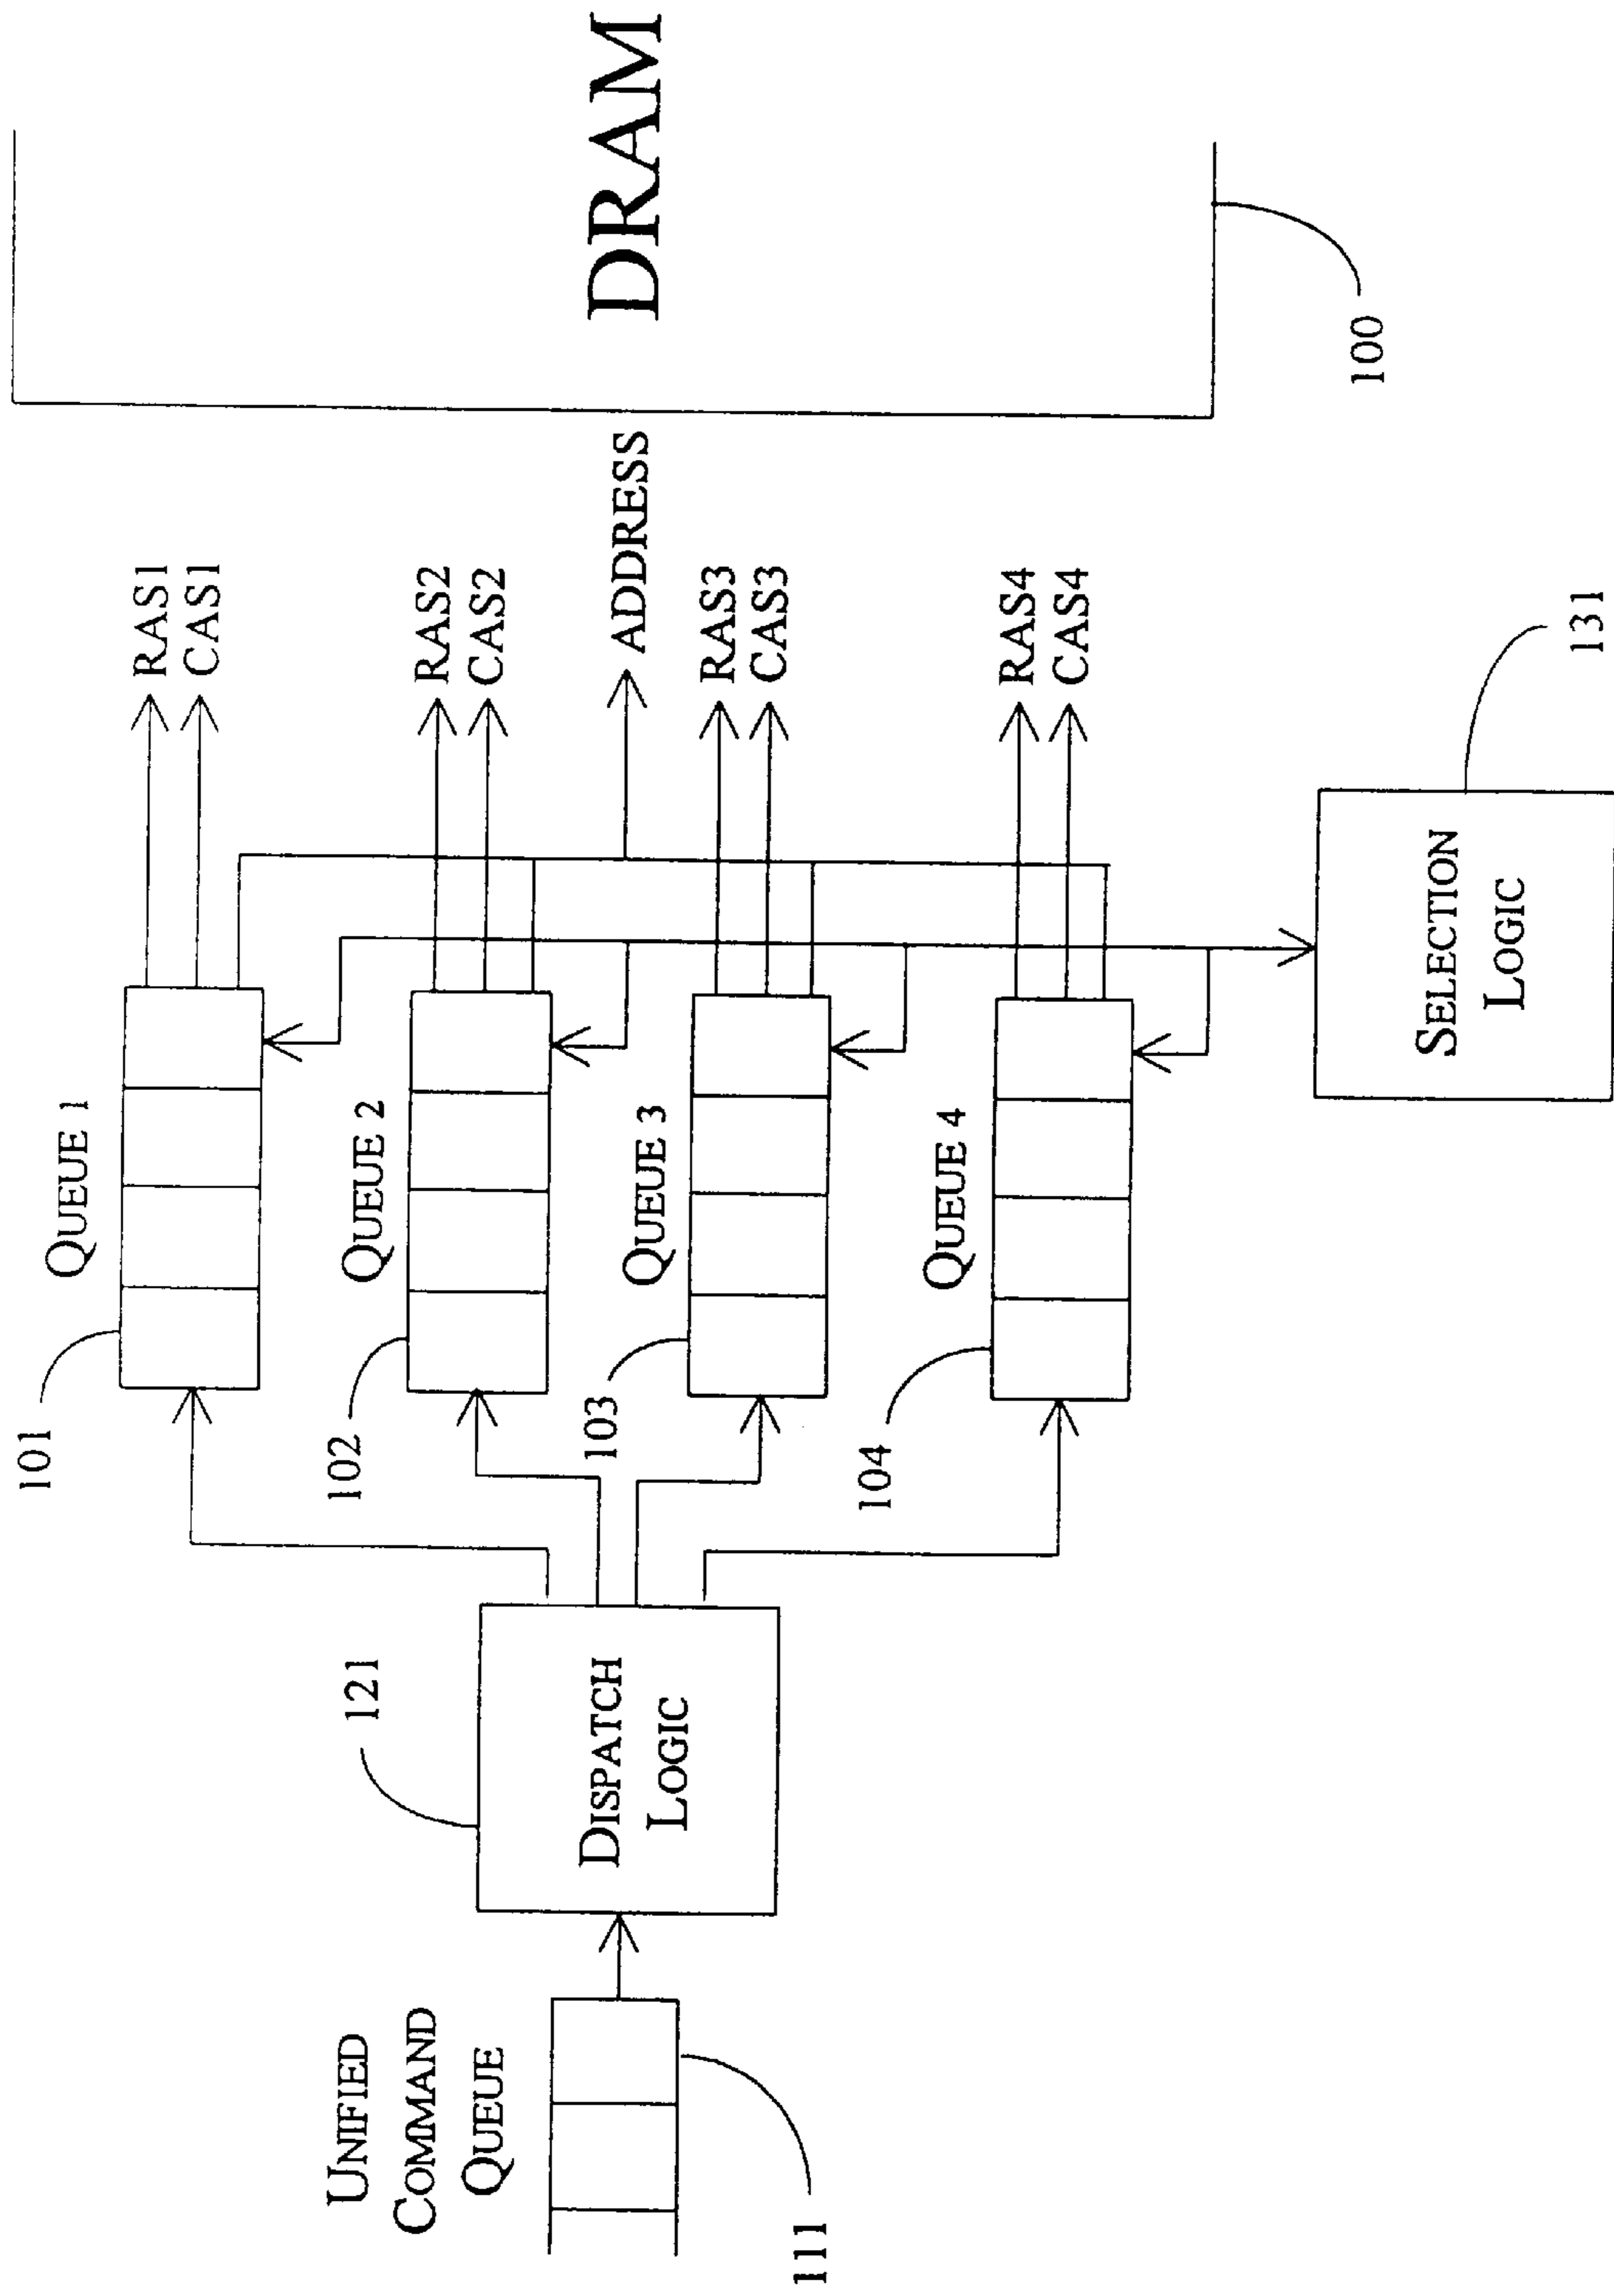 UNIFIED
COMMAND
QUEUE
111
DISPATCH
LOGIC
121
QUEUE 1
101
QUEUE 2
102
QUEUE 3
103
QUEUE 4
104
RAS1
CAS1
RAS2
CAS2
ADDRESS
RAS3
CAS3
RAS4
CAS4
SELECTION
LOGIC
131
DRAM
100